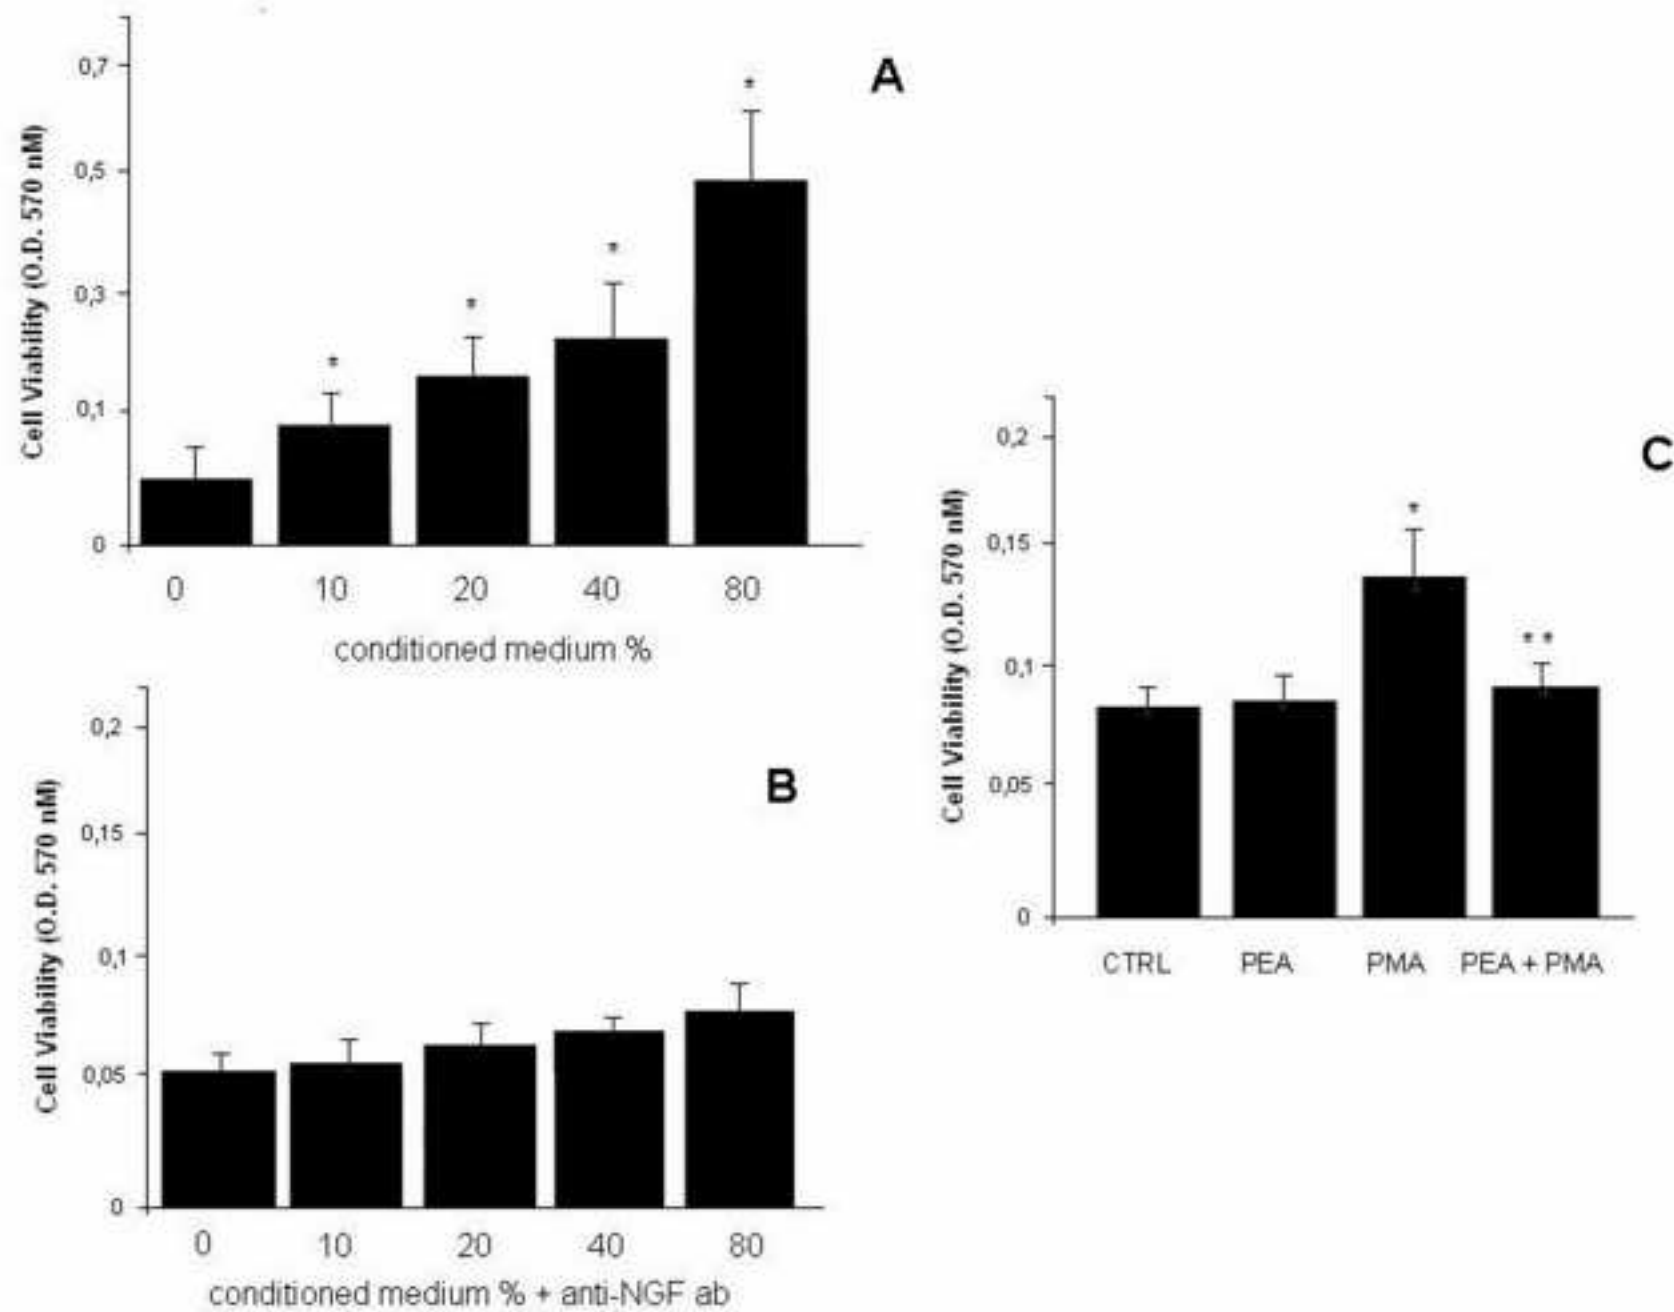 A
Cell Viability (O.D. 570 nM)
0,7
*
0,5
*
0,3
*
*
0,1
0
0 10 20 40 80
conditioned medium %
B
Cell Viability (O.D. 570 nM)
0,2
0,15
0,1
0,05
0
0 10 20 40 80
conditioned medium % + anti-NGF ab
C
Cell Viability (O.D. 570 nM)
0,2
*
0,15
**
0,1
0,05
0
CTRL PEA PMA PEA + PMA